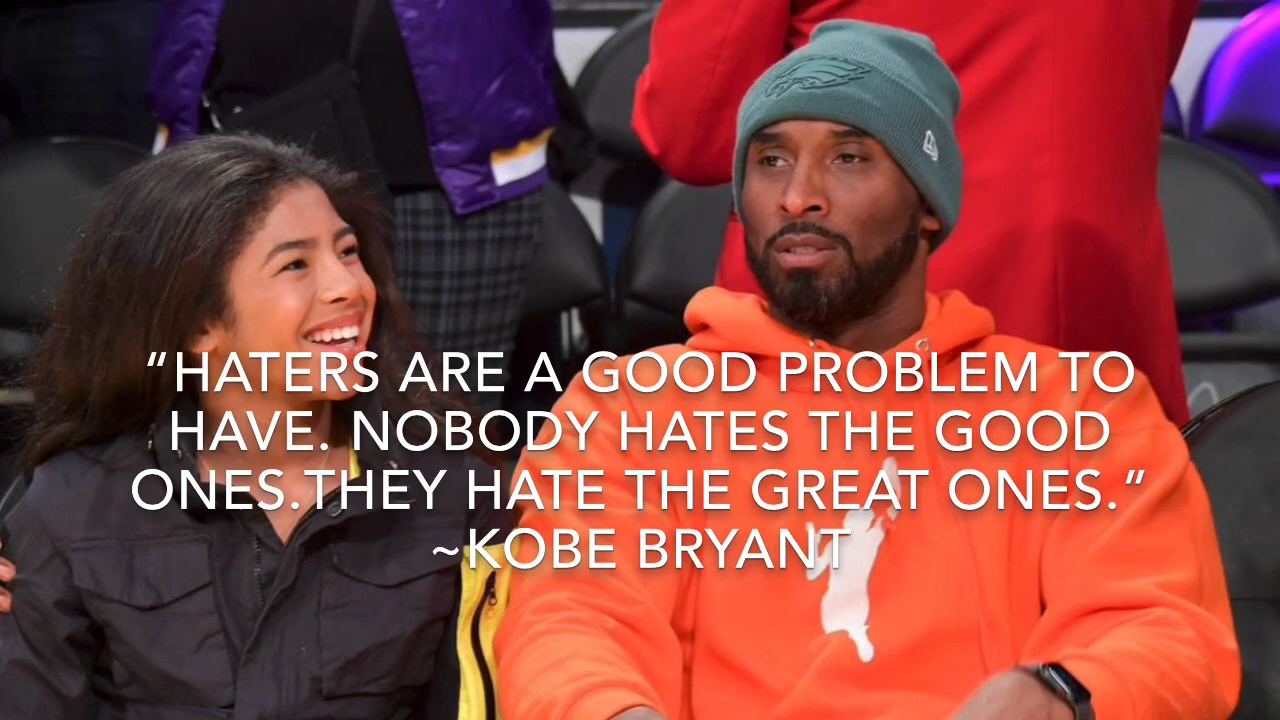 “HATERS ARE A GOOD PROBLEM TO
HAVE. NOBODY HATES THE GOOD
ONES.THEY HATE THE GREAT ONES.”
~KOBE BRYANT